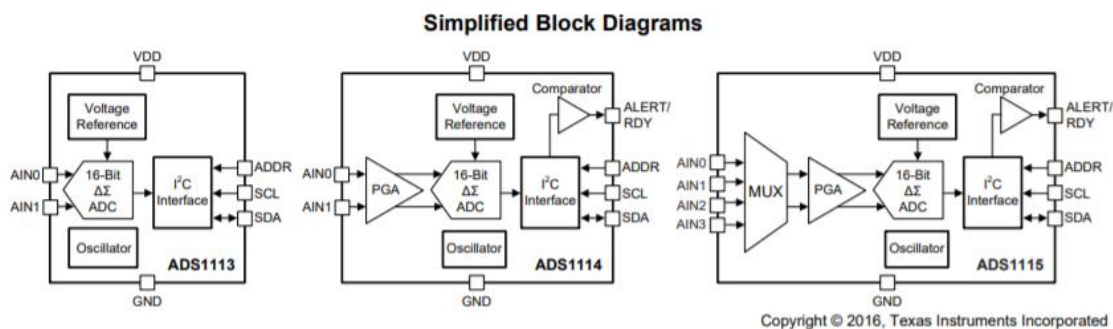 Simplified Block Diagrams
VDD
Voltage
Reference
AIN0
AIN1
16-Bit
ΔΣ
ADC
I²C
Interface
ADDR
SCL
SDA
Oscillator
ADS1113
GND
VDD
Comparator
ALERT/
RDY
Voltage
Reference
AIN0
AIN1
PGA
16-Bit
ΔΣ
ADC
I²C
Interface
ADDR
SCL
SDA
Oscillator
ADS1114
GND
VDD
Comparator
ALERT/
RDY
Voltage
Reference
AIN0
AIN1
AIN2
AIN3
MUX
PGA
16-Bit
ΔΣ
ADC
I²C
Interface
ADDR
SCL
SDA
Oscillator
ADS1115
GND
Copyright © 2016, Texas Instruments Incorporated